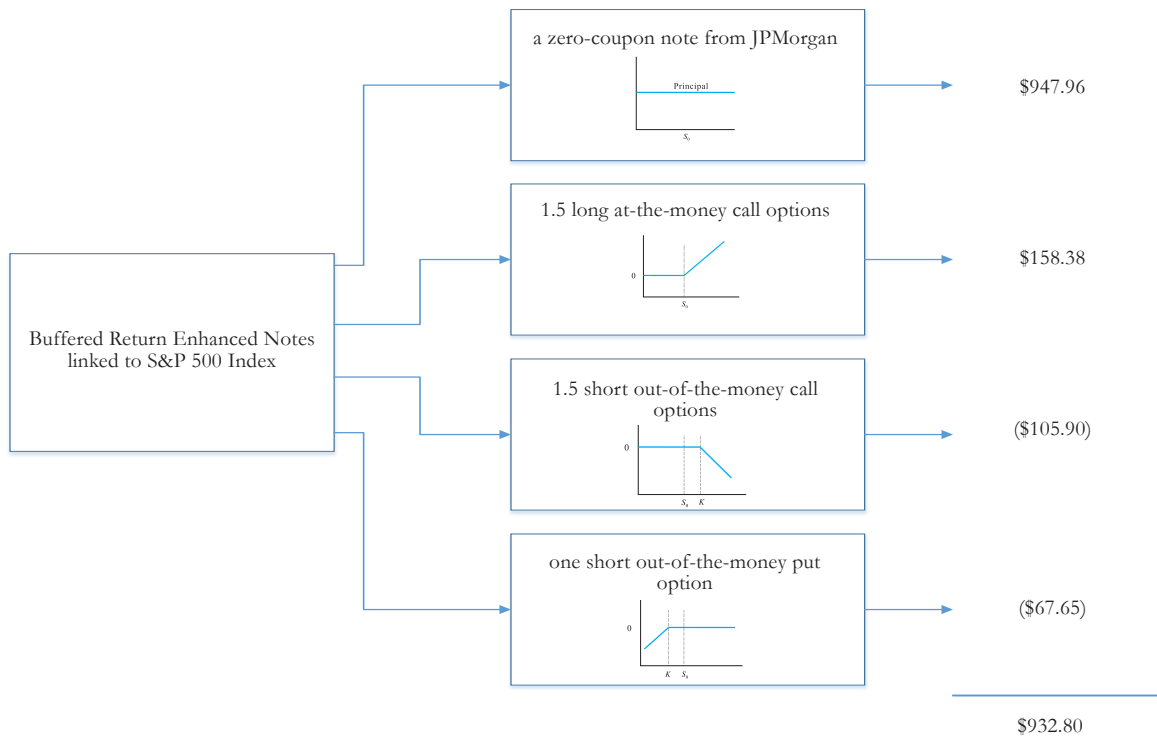 a zero-coupon note from JPMorgan
Principal
S₀
$947.96
1.5 long at-the-money call options
0
S₀
$158.38
Buffered Return Enhanced Notes
linked to S&P 500 Index
1.5 short out-of-the-money call
options
0
S₀ K
($105.90)
one short out-of-the-money put
option
0
K S₀
($67.65)
$932.80